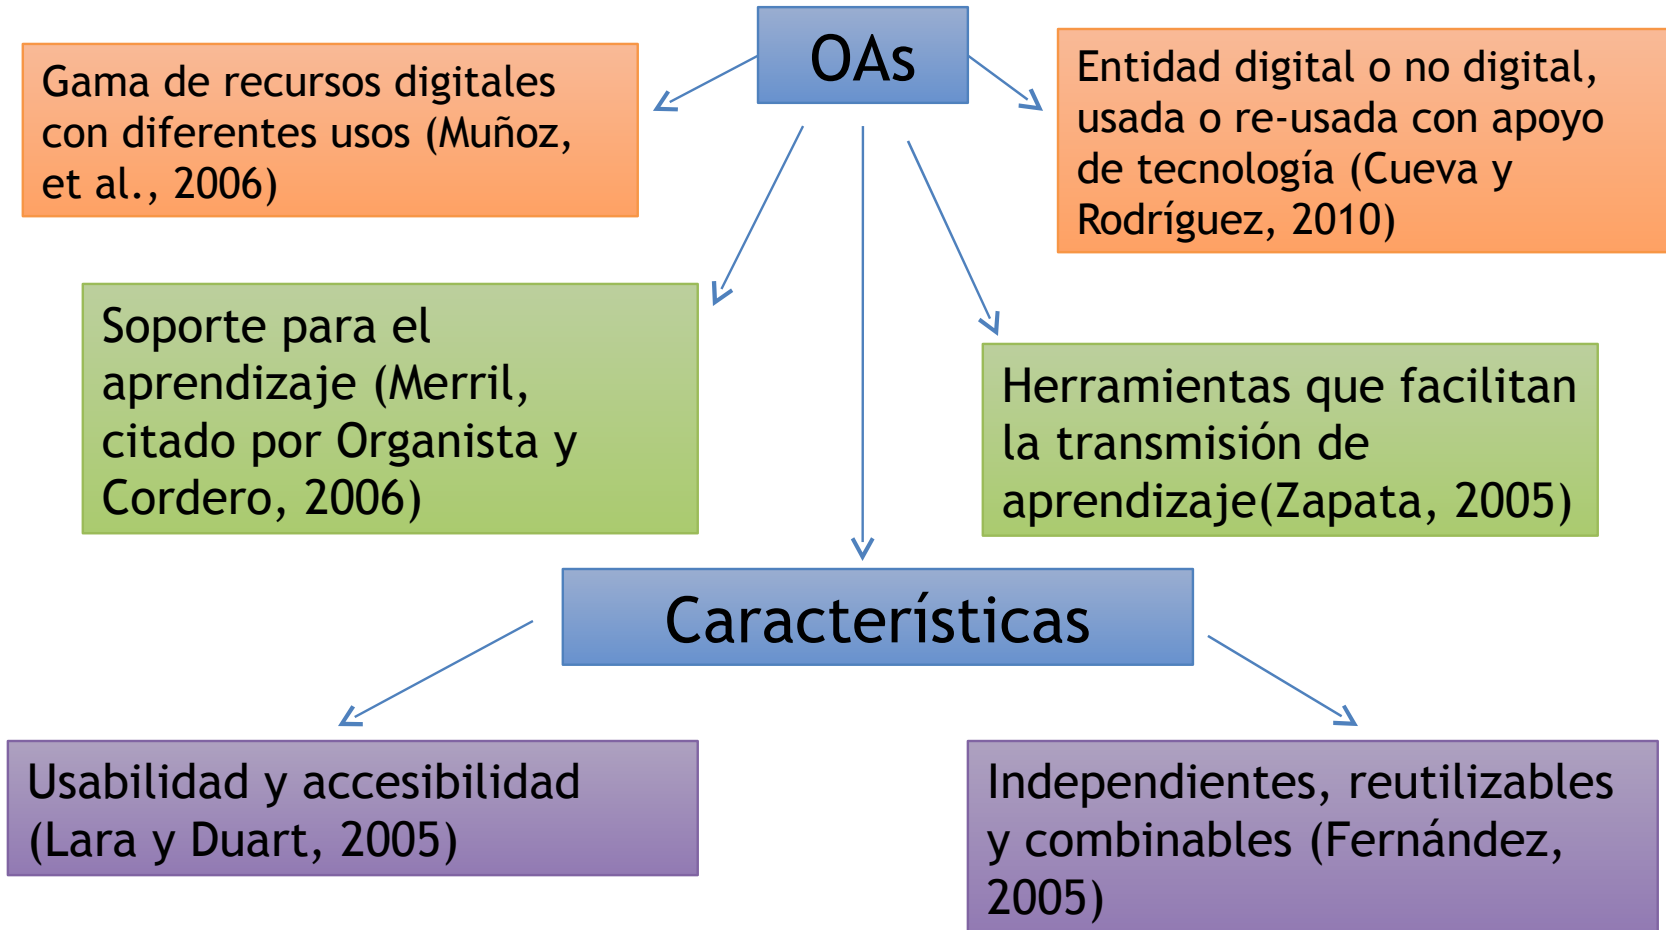 OAs
Gama de recursos digitales
con diferentes usos (Muñoz,
et al., 2006)
Entidad digital o no digital,
usada o re-usada con apoyo
de tecnología (Cueva y
Rodríguez, 2010)
Soporte para el
aprendizaje (Merril,
citado por Organista y
Cordero, 2006)
Herramientas que facilitan
la transmisión de
aprendizaje(Zapata, 2005)
Características
Usabilidad y accesibilidad
(Lara y Duart, 2005)
Independientes, reutilizables
y combinables (Fernández,
2005)